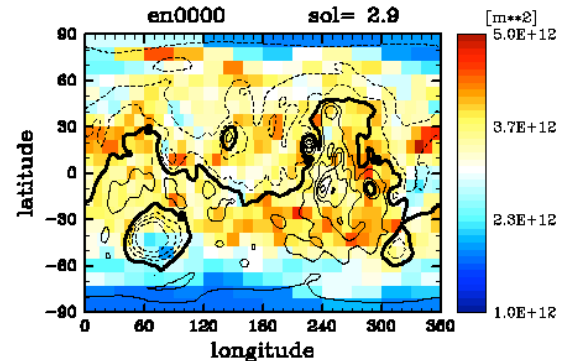 en0000 sol= 2.9 [m**2]
90
60
30
0
−30
−60
−90
latitude
0 60 120 180 240 300 360
longitude
5.0E+12
3.7E+12
2.3E+12
1.0E+12